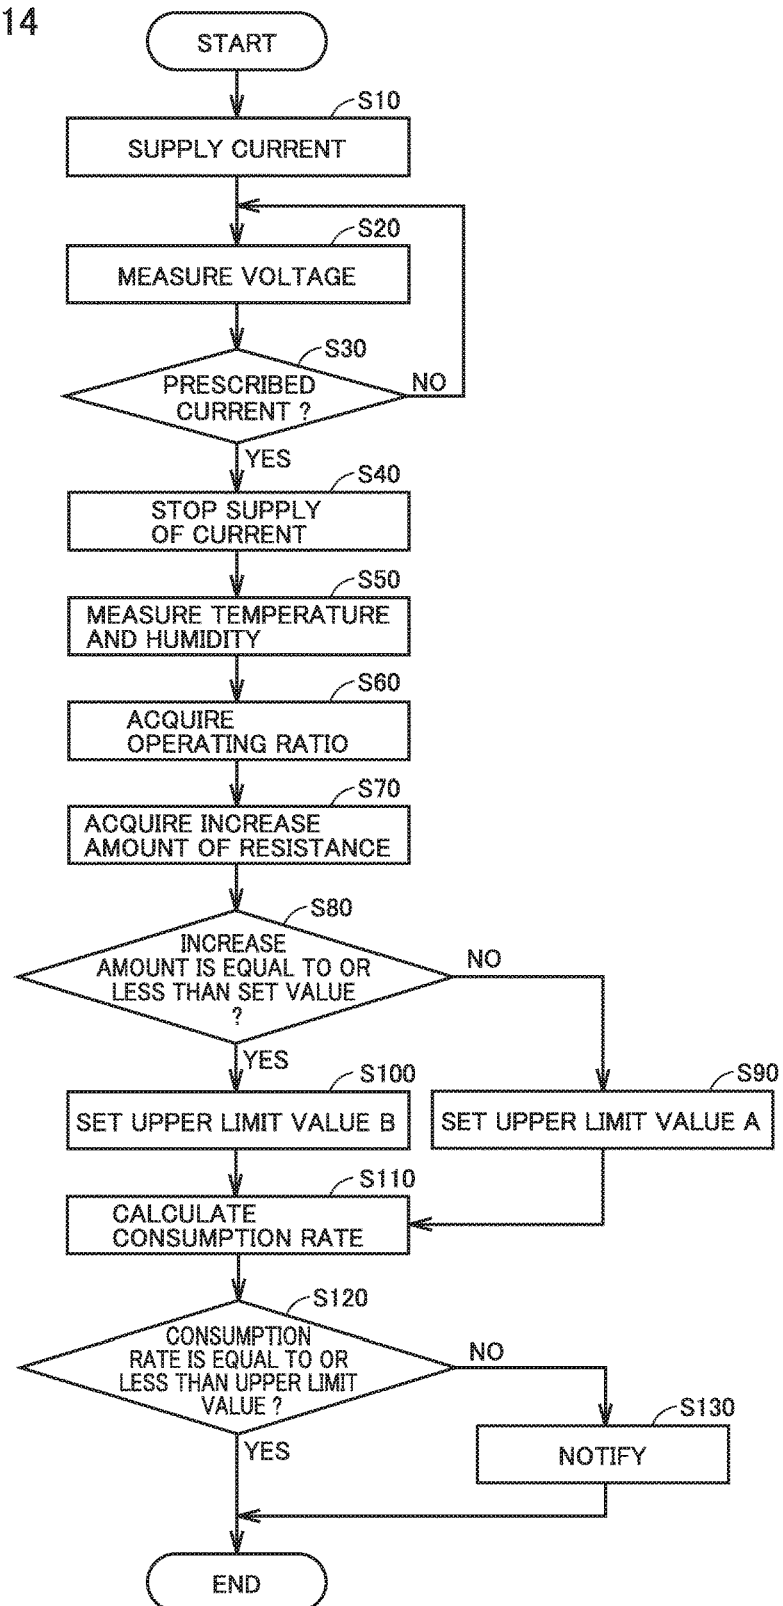 14
START
S10
SUPPLY CURRENT
S20
MEASURE VOLTAGE
S30
PRESCRIBED
CURRENT ?
NO
YES
S40
STOP SUPPLY
OF CURRENT
S50
MEASURE TEMPERATURE
AND HUMIDITY
S60
ACQUIRE
OPERATING RATIO
S70
ACQUIRE INCREASE
AMOUNT OF RESISTANCE
S80
INCREASE
AMOUNT IS EQUAL TO OR
LESS THAN SET VALUE
?
NO
YES
S100
SET UPPER LIMIT VALUE B
S90
SET UPPER LIMIT VALUE A
S110
CALCULATE
CONSUMPTION RATE
S120
CONSUMPTION
RATE IS EQUAL TO OR
LESS THAN UPPER LIMIT
VALUE ?
NO
YES
S130
NOTIFY
END